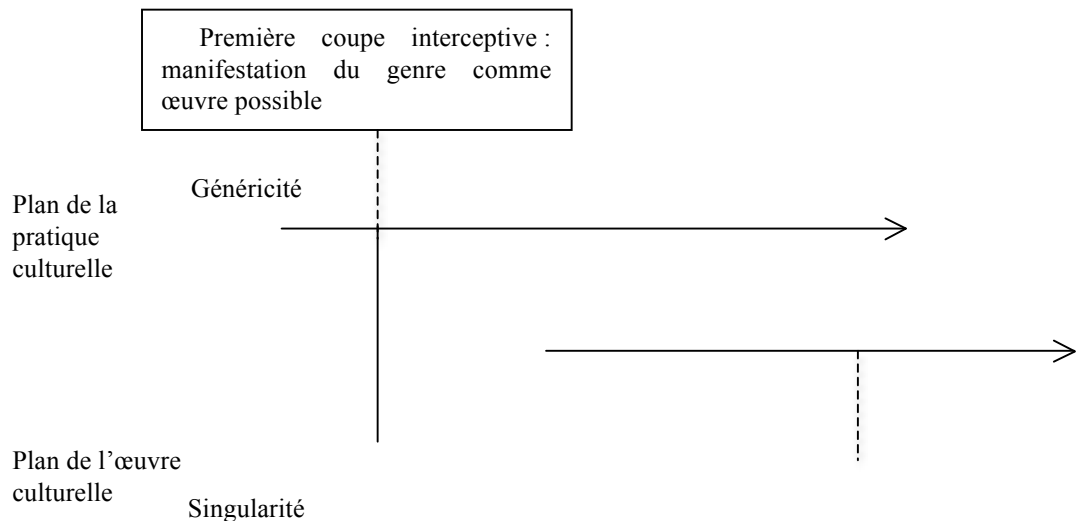 Première coupe interceptive :
manifestation du genre comme
œuvre possible
Généricité
Plan de la
pratique
culturelle
Plan de l’œuvre
culturelle
Singularité